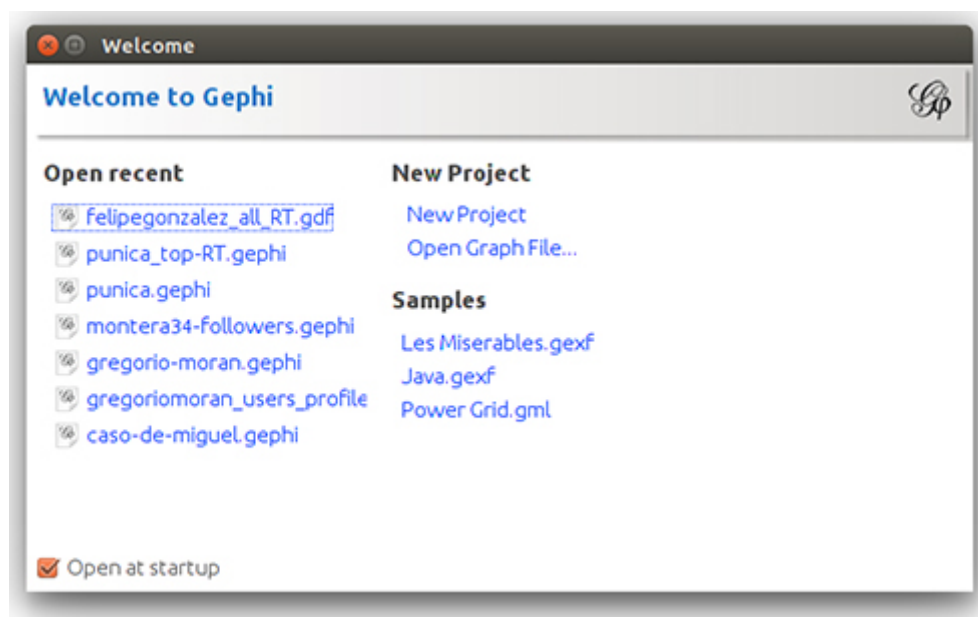 Welcome
Welcome to Gephi
Open recent
felipegonzalez_all_RT.gdf
punica_top-RT.gephi
punica.gephi
montera34-followers.gephi
gregorio-moran.gephi
gregoriomoran_users_profile
caso-de-miguel.gephi
New Project
New Project
Open Graph File...
Samples
Les Miserables.gexf
Java.gexf
Power Grid.gml
Open at startup